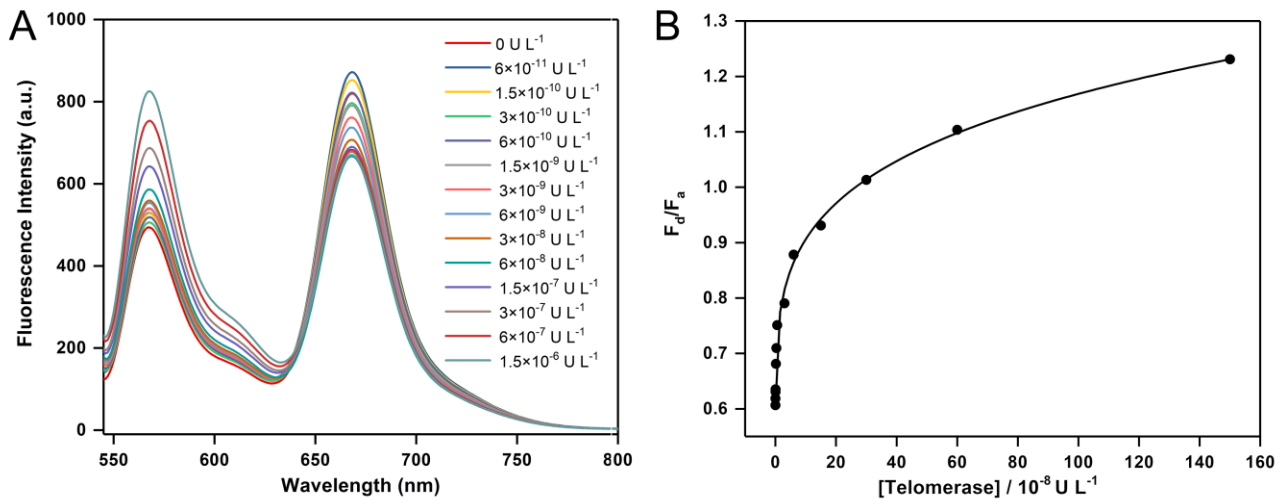 A
Fluorescence Intensity (a.u.)
1000
800
600
400
200
0
550
600
650
700
750
800
Wavelength (nm)
0 U L⁻¹
6×10⁻¹¹ U L⁻¹
1.5×10⁻¹⁰ U L⁻¹
3×10⁻¹⁰ U L⁻¹
6×10⁻¹⁰ U L⁻¹
1.5×10⁻⁹ U L⁻¹
3×10⁻⁹ U L⁻¹
6×10⁻⁹ U L⁻¹
3×10⁻⁸ U L⁻¹
6×10⁻⁸ U L⁻¹
1.5×10⁻⁷ U L⁻¹
3×10⁻⁷ U L⁻¹
6×10⁻⁷ U L⁻¹
1.5×10⁻⁶ U L⁻¹
B
F_d/F_a
1.3
1.2
1.1
1.0
0.9
0.8
0.7
0.6
0
20
40
60
80
100
120
140
160
[Telomerase] / 10⁻⁸ U L⁻¹